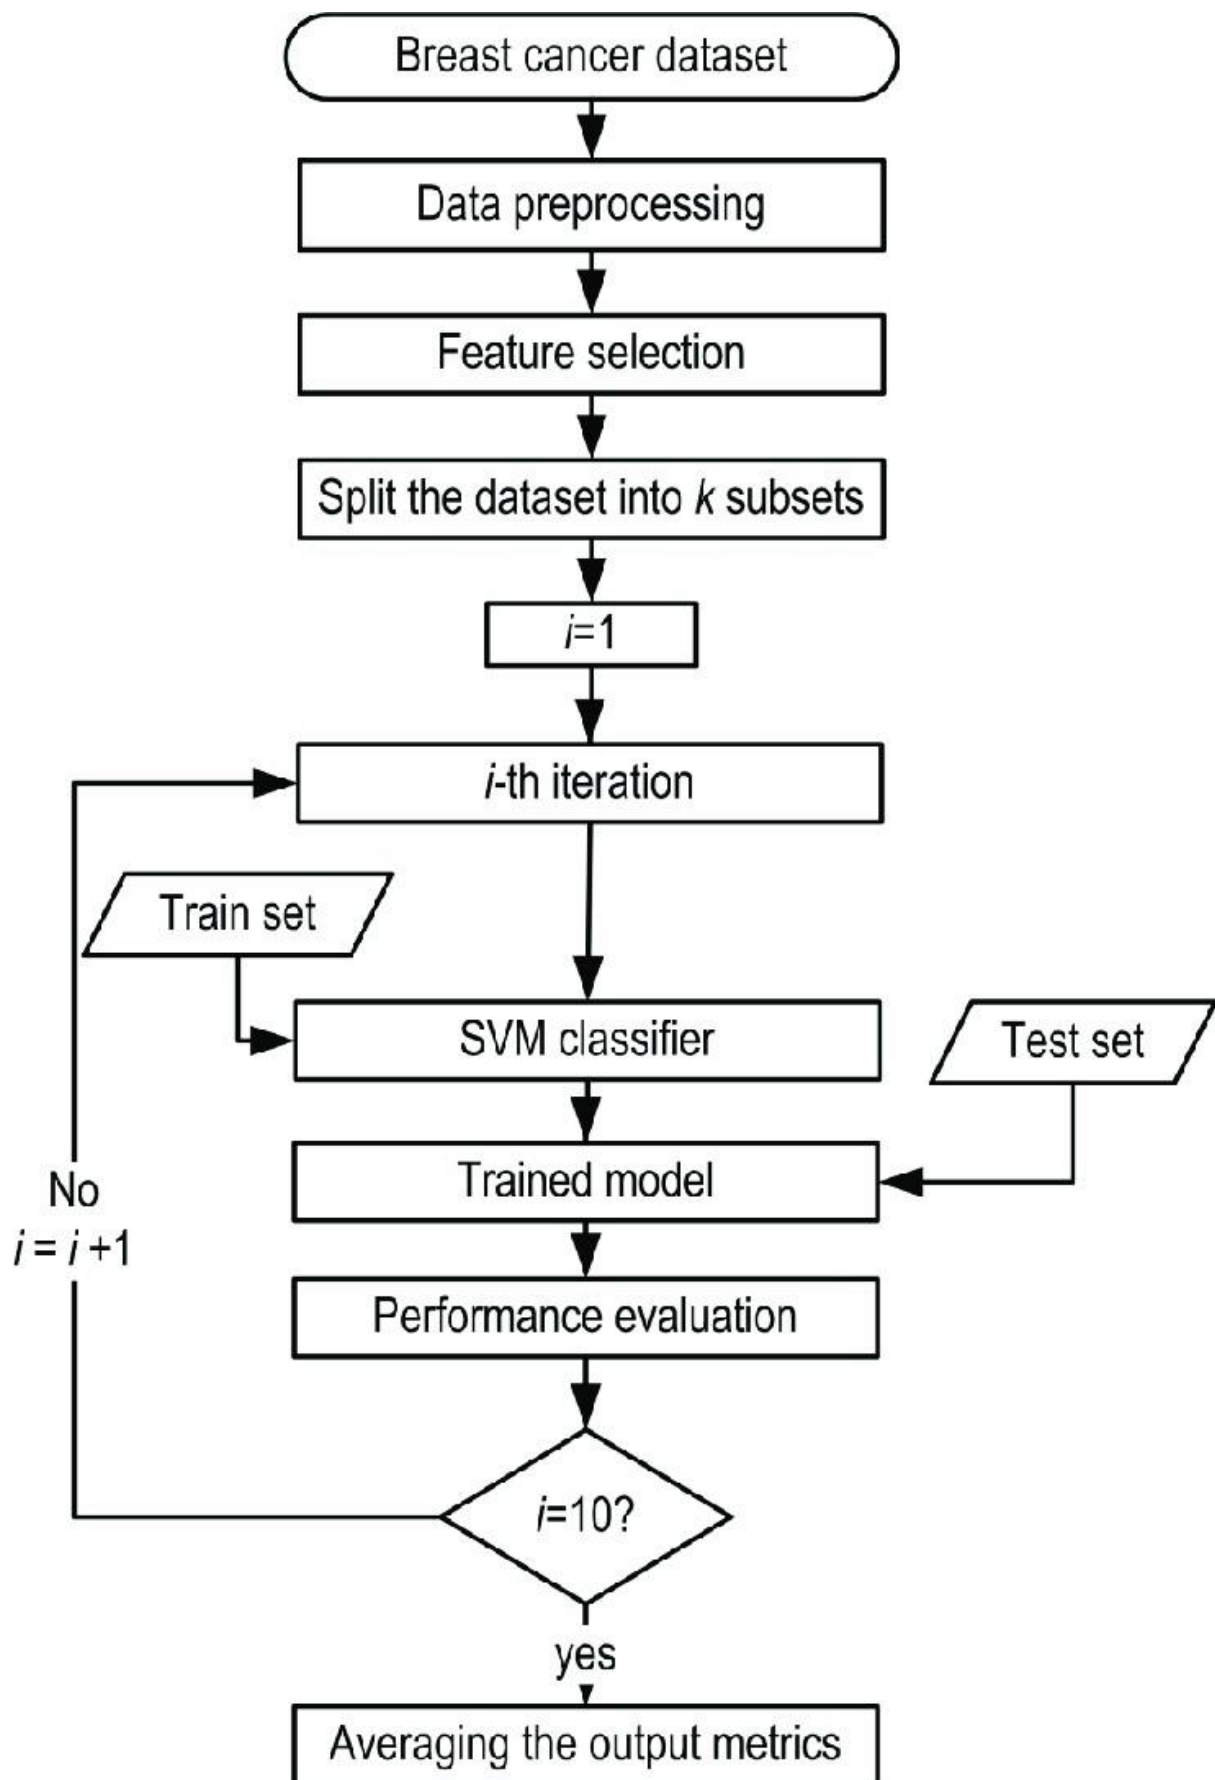 Breast cancer dataset
Data preprocessing
Feature selection
Split the dataset into k subsets
i=1
i-th iteration
Train set
SVM classifier
Test set
Trained model
No
i = i +1
Performance evaluation
i=10?
yes
Averaging the output metrics